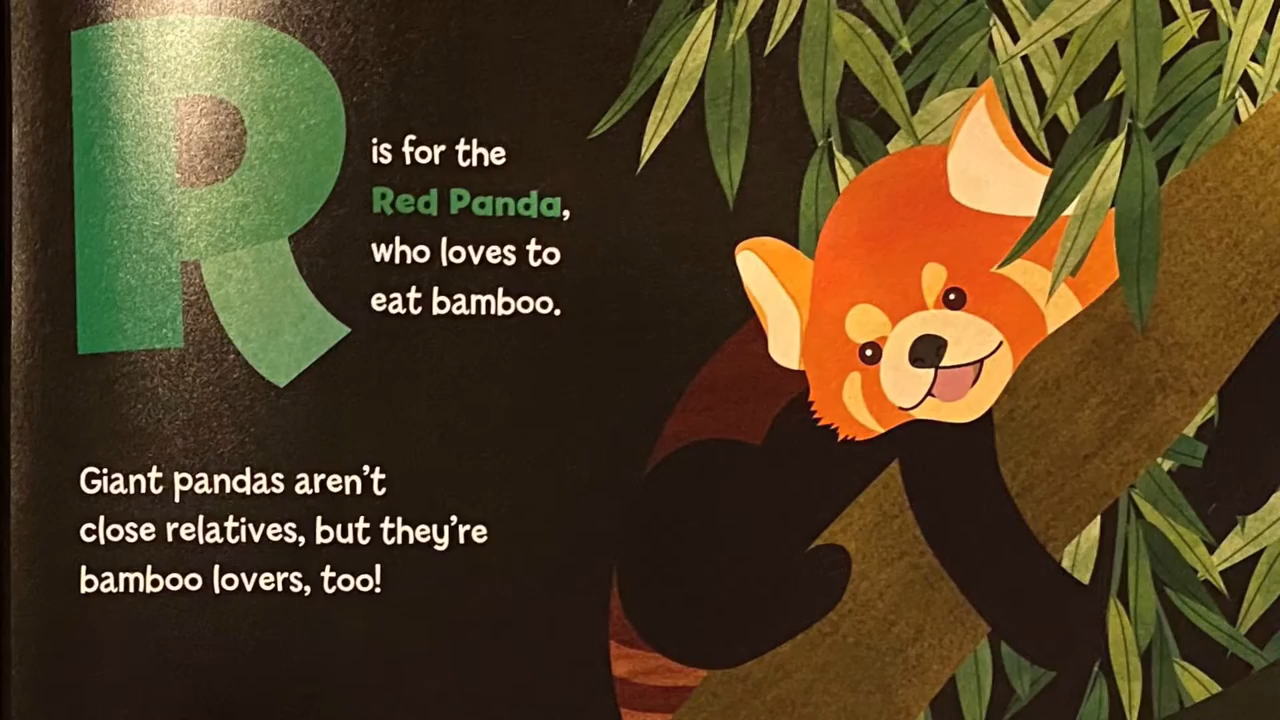 R
is for the
Red Panda,
who loves to
eat bamboo.
Giant pandas aren't
close relatives, but they're
bamboo lovers, too!